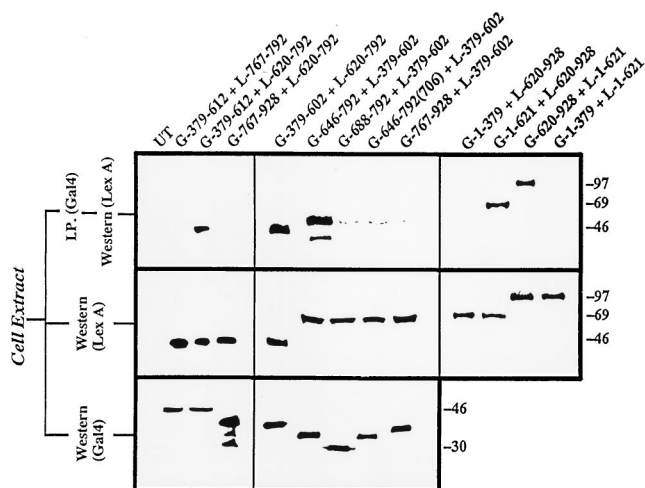 UT
G-379-612 + L-767-792
G-379-612 + L-620-792
G-767-928 + L-620-792
G-379-602 + L-620-792
G-646-792 + L-379-602
G-688-792 + L-379-602
G-646-792(706) + L-379-602
G-767-928 + L-379-602
G-1-379 + L-620-928
G-1-621 + L-620-928
G-620-928 + L-1-621
G-1-379 + L-1-621
Cell Extract
I.P. (Gal4)
Western (Lex A)
-97
-69
-46
Western
(Lex A)
-97
-69
-46
Western
(Gal4)
-46
-30